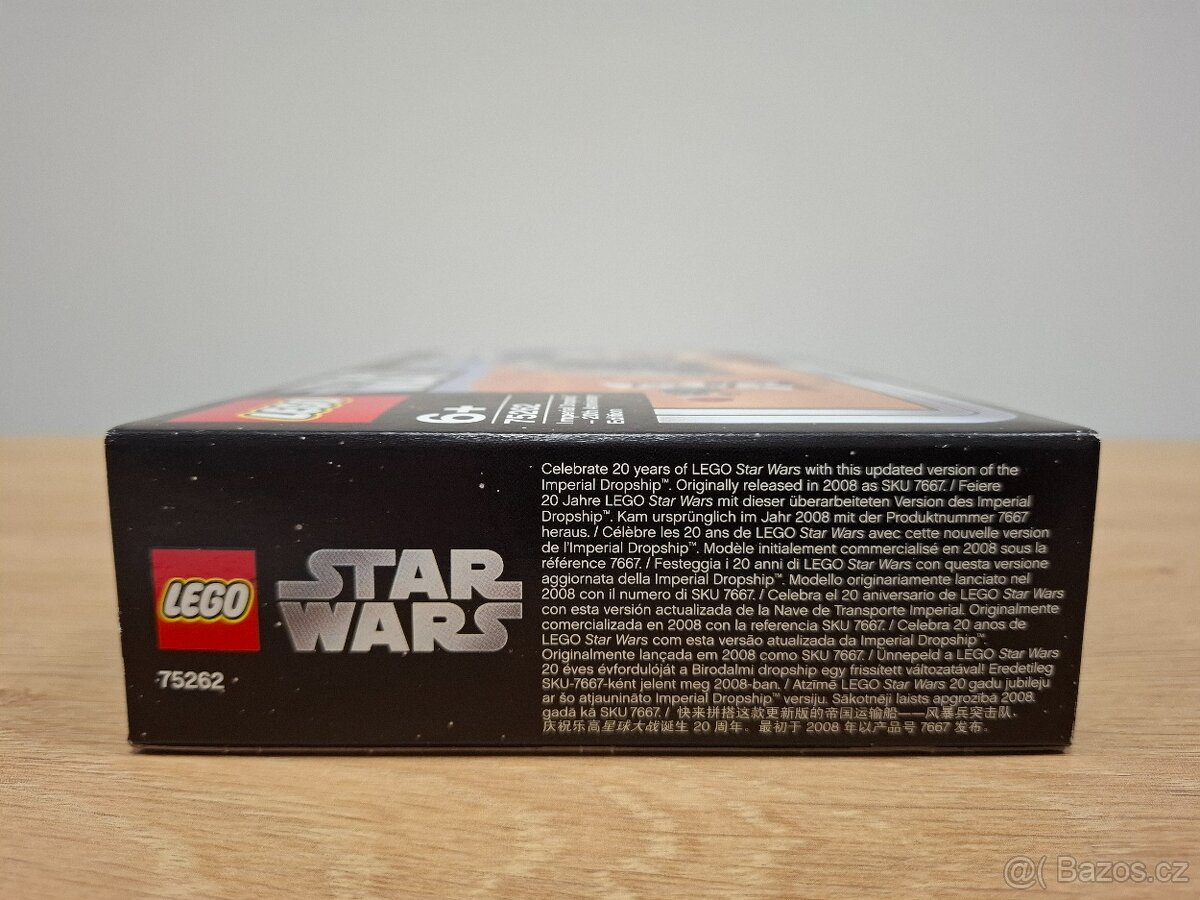 LEGO
6+
75262
Imperial Dropship
– 20th Anniversary
Edition
LEGO
STAR
WARS
75262
Celebrate 20 years of LEGO Star Wars with this updated version of the
Imperial Dropship™. Originally released in 2008 as SKU 7667. / Feiere
20 Jahre LEGO Star Wars mit dieser überarbeiteten Version des Imperial
Dropship™. Kam ursprünglich im Jahr 2008 mit der Produktnummer 7667
heraus. / Célèbre les 20 ans de LEGO Star Wars avec cette nouvelle version
de l'Imperial Dropship™. Modèle initialement commercialisé en 2008 sous la
référence 7667. / Festeggia i 20 anni di LEGO Star Wars con questa versione
aggiornata della Imperial Dropship™. Modello originariamente lanciato nel
2008 con il numero di SKU 7667. / Celebra el 20 aniversario de LEGO Star Wars
con esta versión actualizada de la Nave de Transporte Imperial. Originalmente
comercializada en 2008 con la referencia SKU 7667. / Celebra 20 anos de
LEGO Star Wars com esta versão atualizada da Imperial Dropship™.
Originalmente lançada em 2008 como SKU 7667. / Ünnepeld a LEGO Star Wars
20 éves évfordulóját a Birodalmi dropship egy frissített változatával! Eredetileg
SKU-7667-ként jelent meg 2008-ban. / Atzīmē LEGO Star Wars 20 gadu jubileju
ar šo atjaunināto Imperial Dropship™ versiju. Sākotnēji laists apgrozībā 2008.
gadā kā SKU 7667. / 快来拼搭这款更新版的帝国运输船——风暴兵突击队,
庆祝乐高星球大战诞生 20 周年。最初于 2008 年以产品号 7667 发布。
@( Bazos.cz